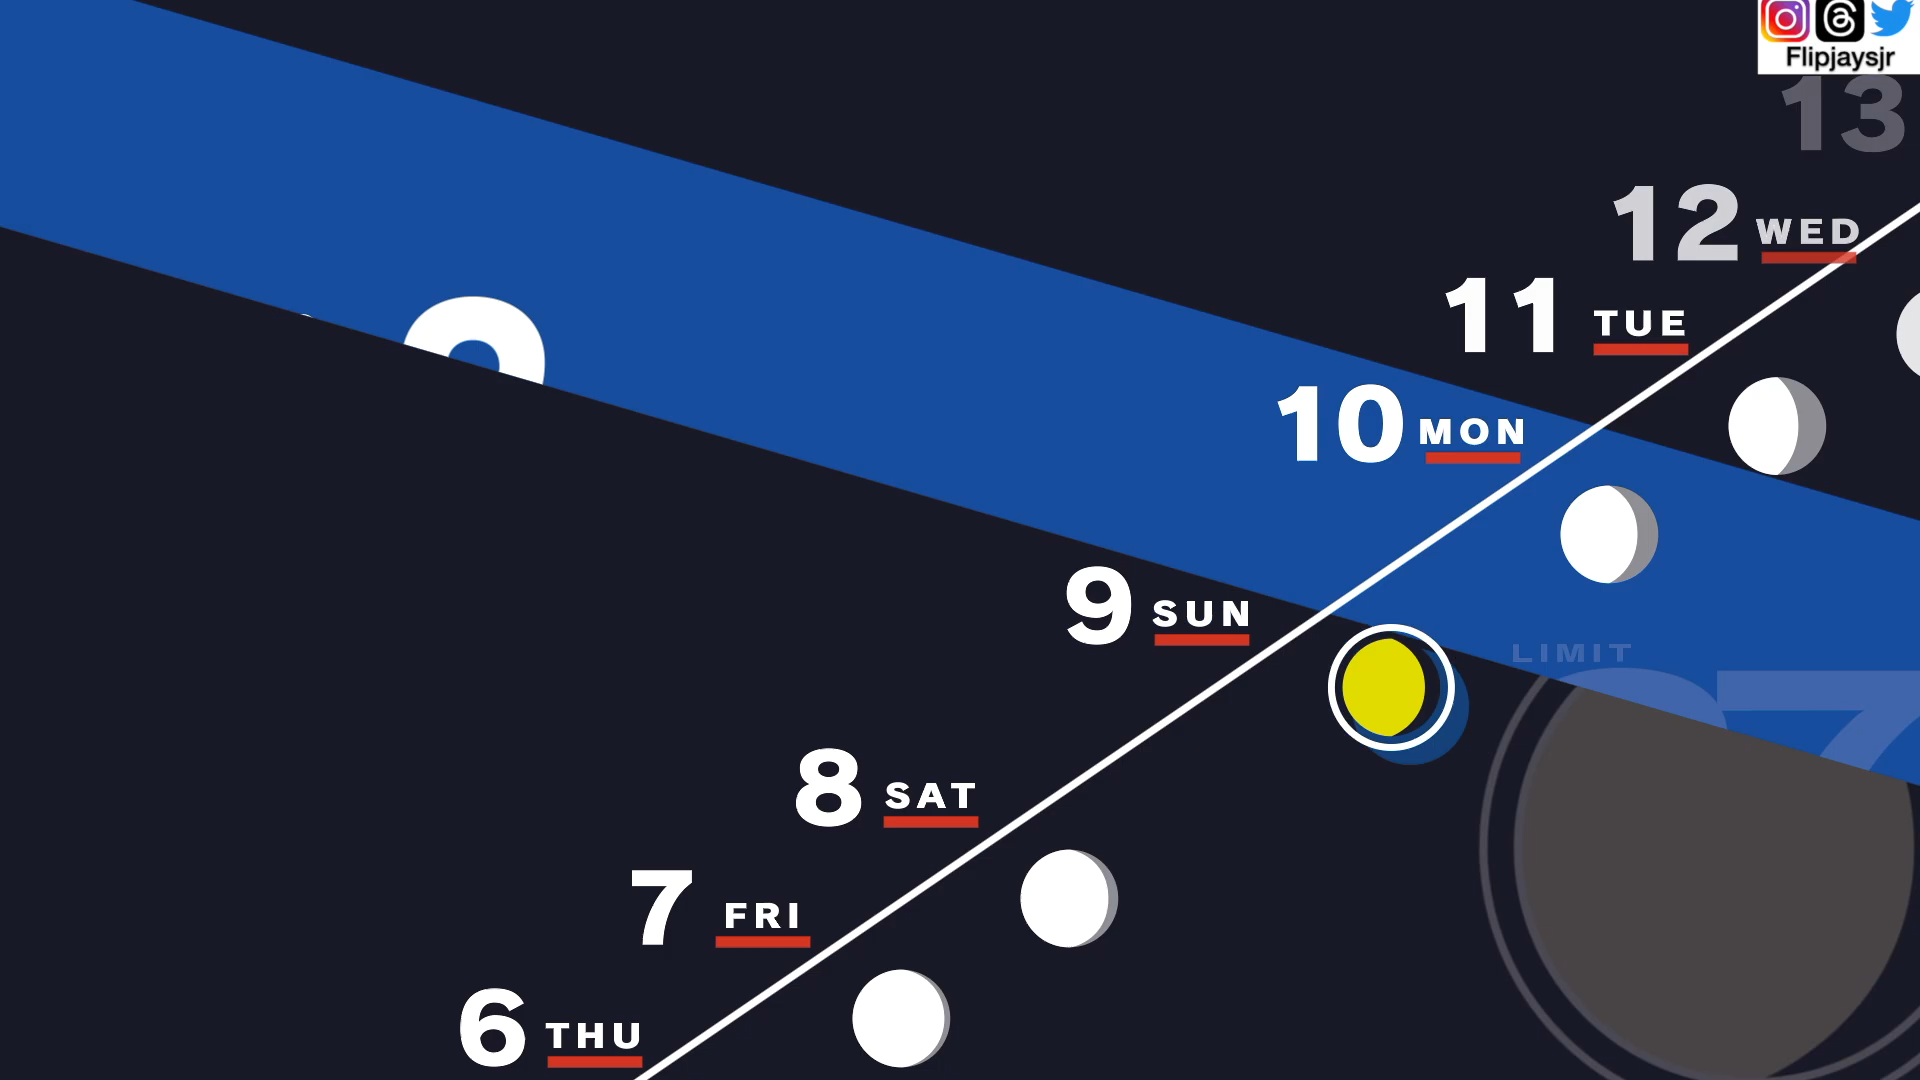 Flipjaysjr
13
12 WED
11 TUE
10 MON
9 SUN
LIMIT
8 SAT
7 FRI
6 THU